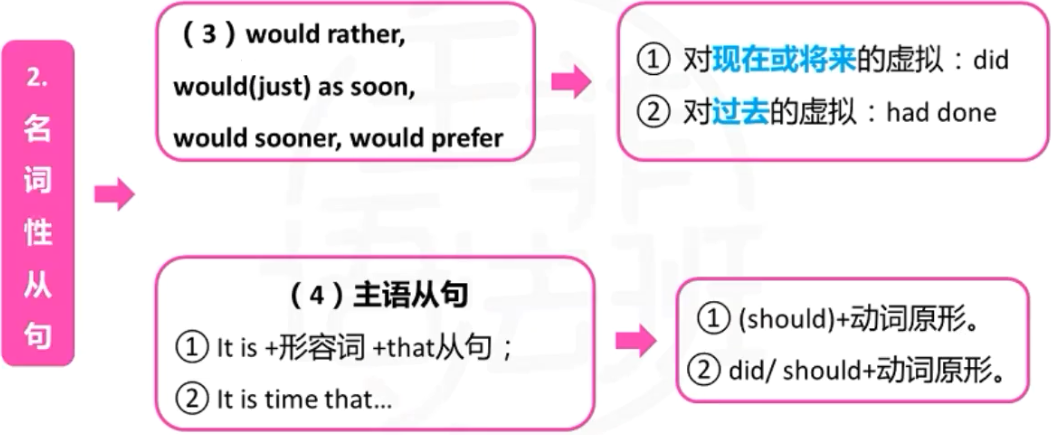 2.
名
词
性
从
句
（3）would rather,
would(just) as soon,
would sooner, would prefer
① 对现在或将来的虚拟：did
② 对过去的虚拟：had done
（4）主语从句
① It is +形容词 +that从句；
② It is time that...
① (should)+动词原形。
② did/ should+动词原形。